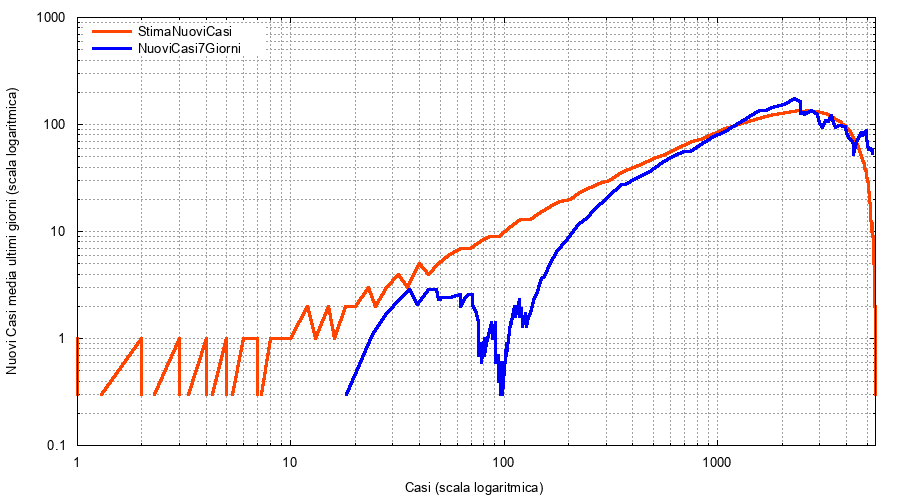 1000
100
10
1
0.1
Nuovi Casi media ultimi giorni (scala logaritmica)
StimaNuoviCasi
NuoviCasi7Giorni
1 10 100 1000
Casi (scala logaritmica)